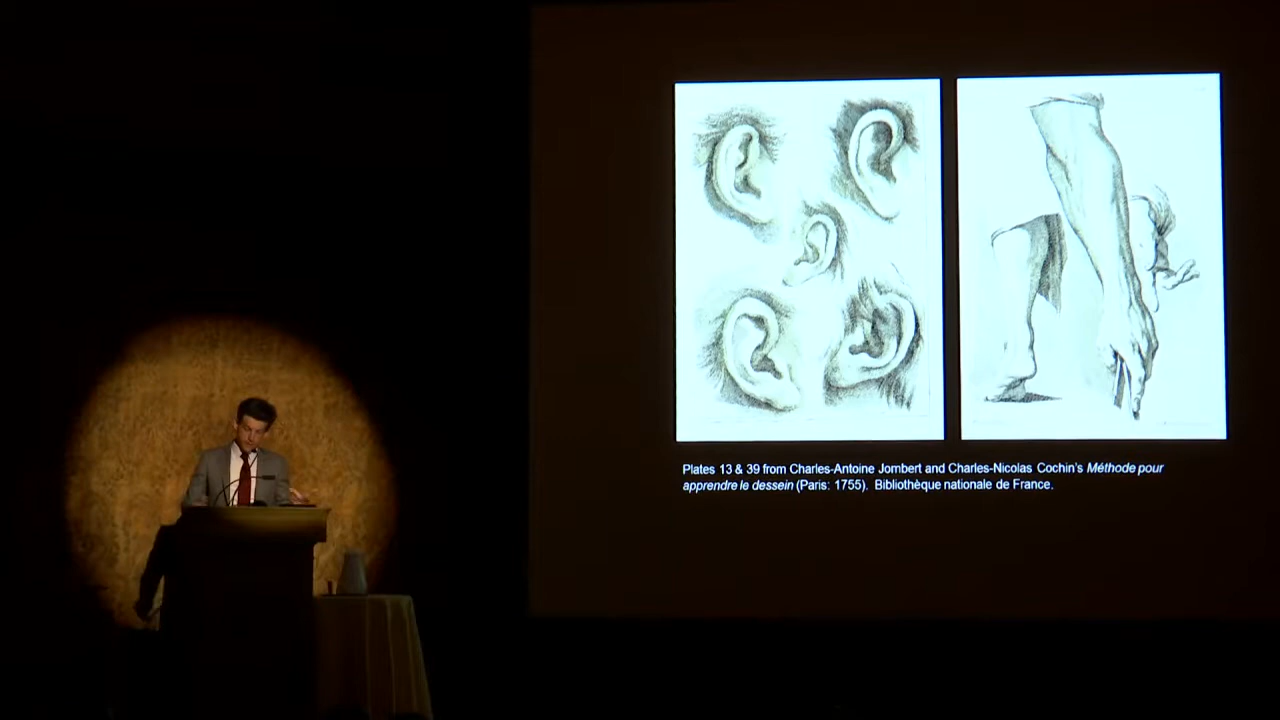 Plates 13 & 39 from Charles-Antoine Jombert and Charles-Nicolas Cochin's Méthode pour
apprendre le dessein (Paris: 1755). Bibliothèque nationale de France.